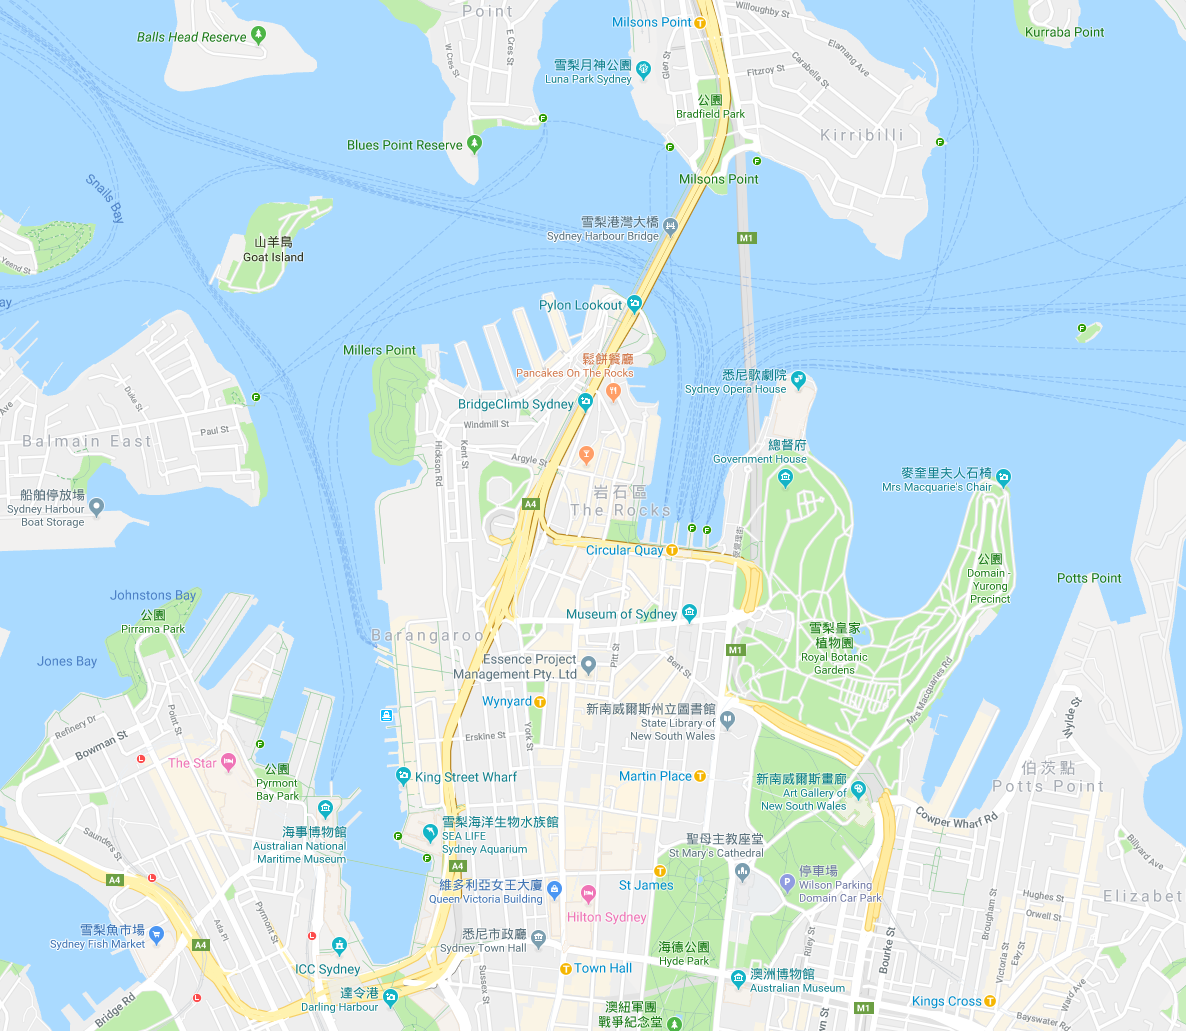 Point
Willoughby St
Milsons Point
Balls Head Reserve
Kurraba Point
W Cres St
E Cres St
Glen St
Elamang Ave
雪梨月神公園
Luna Park Sydney
Fitzroy St
Carabella St
公園
Bradfield Park
Kirribilli
Blues Point Reserve
Milsons Point
Snails Bay
雪梨港灣大橋
Sydney Harbour Bridge
M1
山羊島
Goat Island
Yeend St
ay
Pylon Lookout
Millers Point
鬆餅餐廳
Pancakes On The Rocks
悉尼歌劇院
Sydney Opera House
Duke St
Ave
BridgeClimb Sydney
Windmill St
Paul St
Balmain East
Hickson Rd
Kent St
Argyle St
總督府
Government House
麥奎里夫人石椅
Mrs Macquarie's Chair
船舶停放場
Sydney Harbour
Boat Storage
A4
岩石區
The Rocks
Circular Quay
公園
Domain -
Yurong
Precinct
Potts Point
Johnstons Bay
公園
Pirrama Park
Museum of Sydney
Barangaroo
雪梨皇家
植物園
Royal Botanic
Gardens
Jones Bay
M1
Essence Project
Management Pty. Ltd
Pitt St
Bent St
Mrs Macquaries Rd
Wynyard
新南威爾斯州立圖書館
State Library of
New South Wales
Wylde St
Refinery Dr
Bowman St
Point St
York St
Erskine St
The Star
公園
Pyrmont
Bay Park
King Street Wharf
Martin Place
新南威爾斯畫廊
Art Gallery of
New South Wales
伯茨點
Potts Point
海事博物館
Australian National
Maritime Museum
雪梨海洋生物水族館
SEA LIFE
Sydney Aquarium
Cowper Wharf Rd
Saunders St
聖母主教座堂
St Mary's Cathedral
Billyard Ave
A4
A4
維多利亞女王大廈
Queen Victoria Building
St James
停車場
Wilson Parking
Domain Car Park
Hughes St
Elizabet
Orwell St
Brougham St
Pyrmont St
Ada Pl
Hilton Sydney
雪梨魚市場
Sydney Fish Market
A4
悉尼市政廳
Sydney Town Hall
海德公園
Hyde Park
Riley St
Bourke St
Victoria St
Eary St
ICC Sydney
Town Hall
Sussex St
澳洲博物館
Australian Museum
達令港
Darling Harbour
Bridge Rd
澳紐軍團
戰爭紀念堂
M1
Kings Cross
Ward Ave
Bayswater Rd